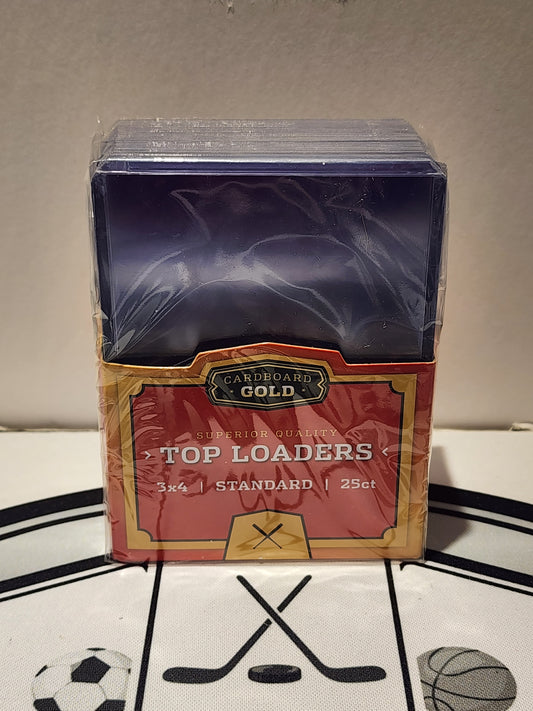 CARDBOARD
GOLD
SUPERIOR QUALITY
TOP LOADERS
3x4 | STANDARD | 25ct